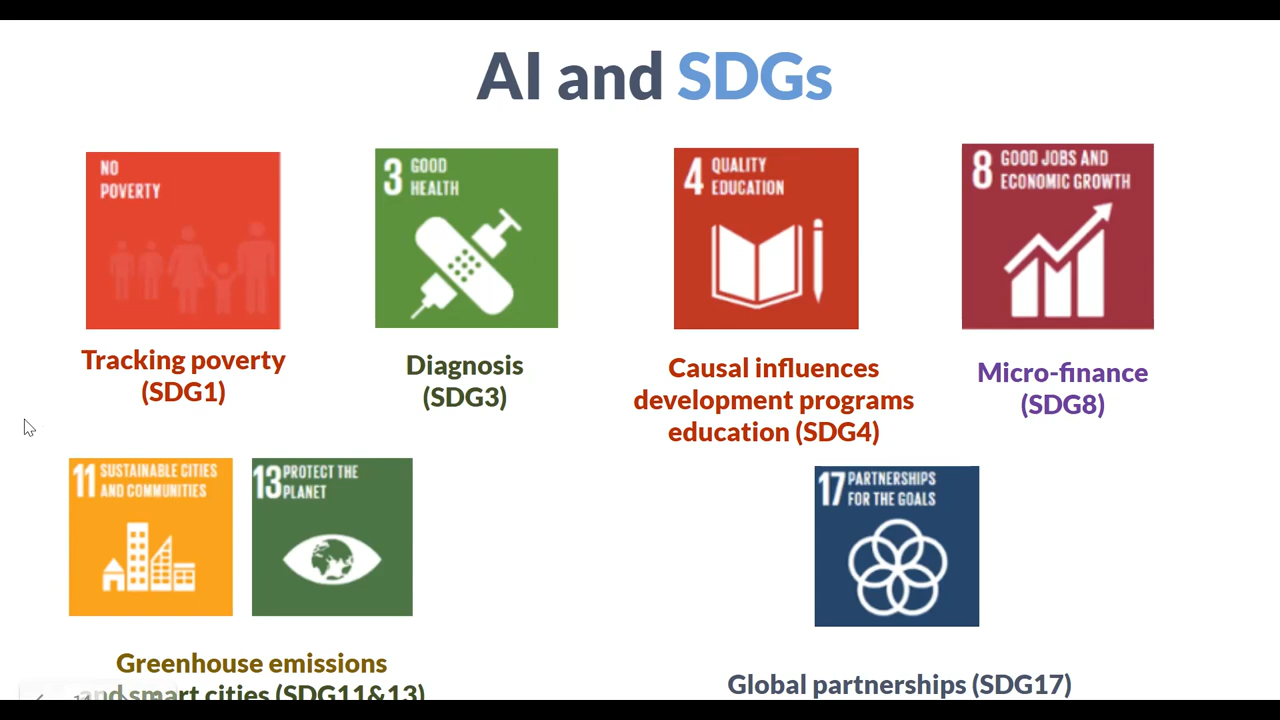 AI and SDGs
NO
POVERTY
3 GOOD
HEALTH
4 QUALITY
EDUCATION
8 GOOD JOBS AND
ECONOMIC GROWTH
Tracking poverty
(SDG1)
Diagnosis
(SDG3)
Causal influences
development programs
education (SDG4)
Micro-finance
(SDG8)
11 SUSTAINABLE CITIES
AND COMMUNITIES
13 PROTECT THE
PLANET
17 PARTNERSHIPS
FOR THE GOALS
Greenhouse emissions
and smart cities (SDG11&13)
Global partnerships (SDG17)